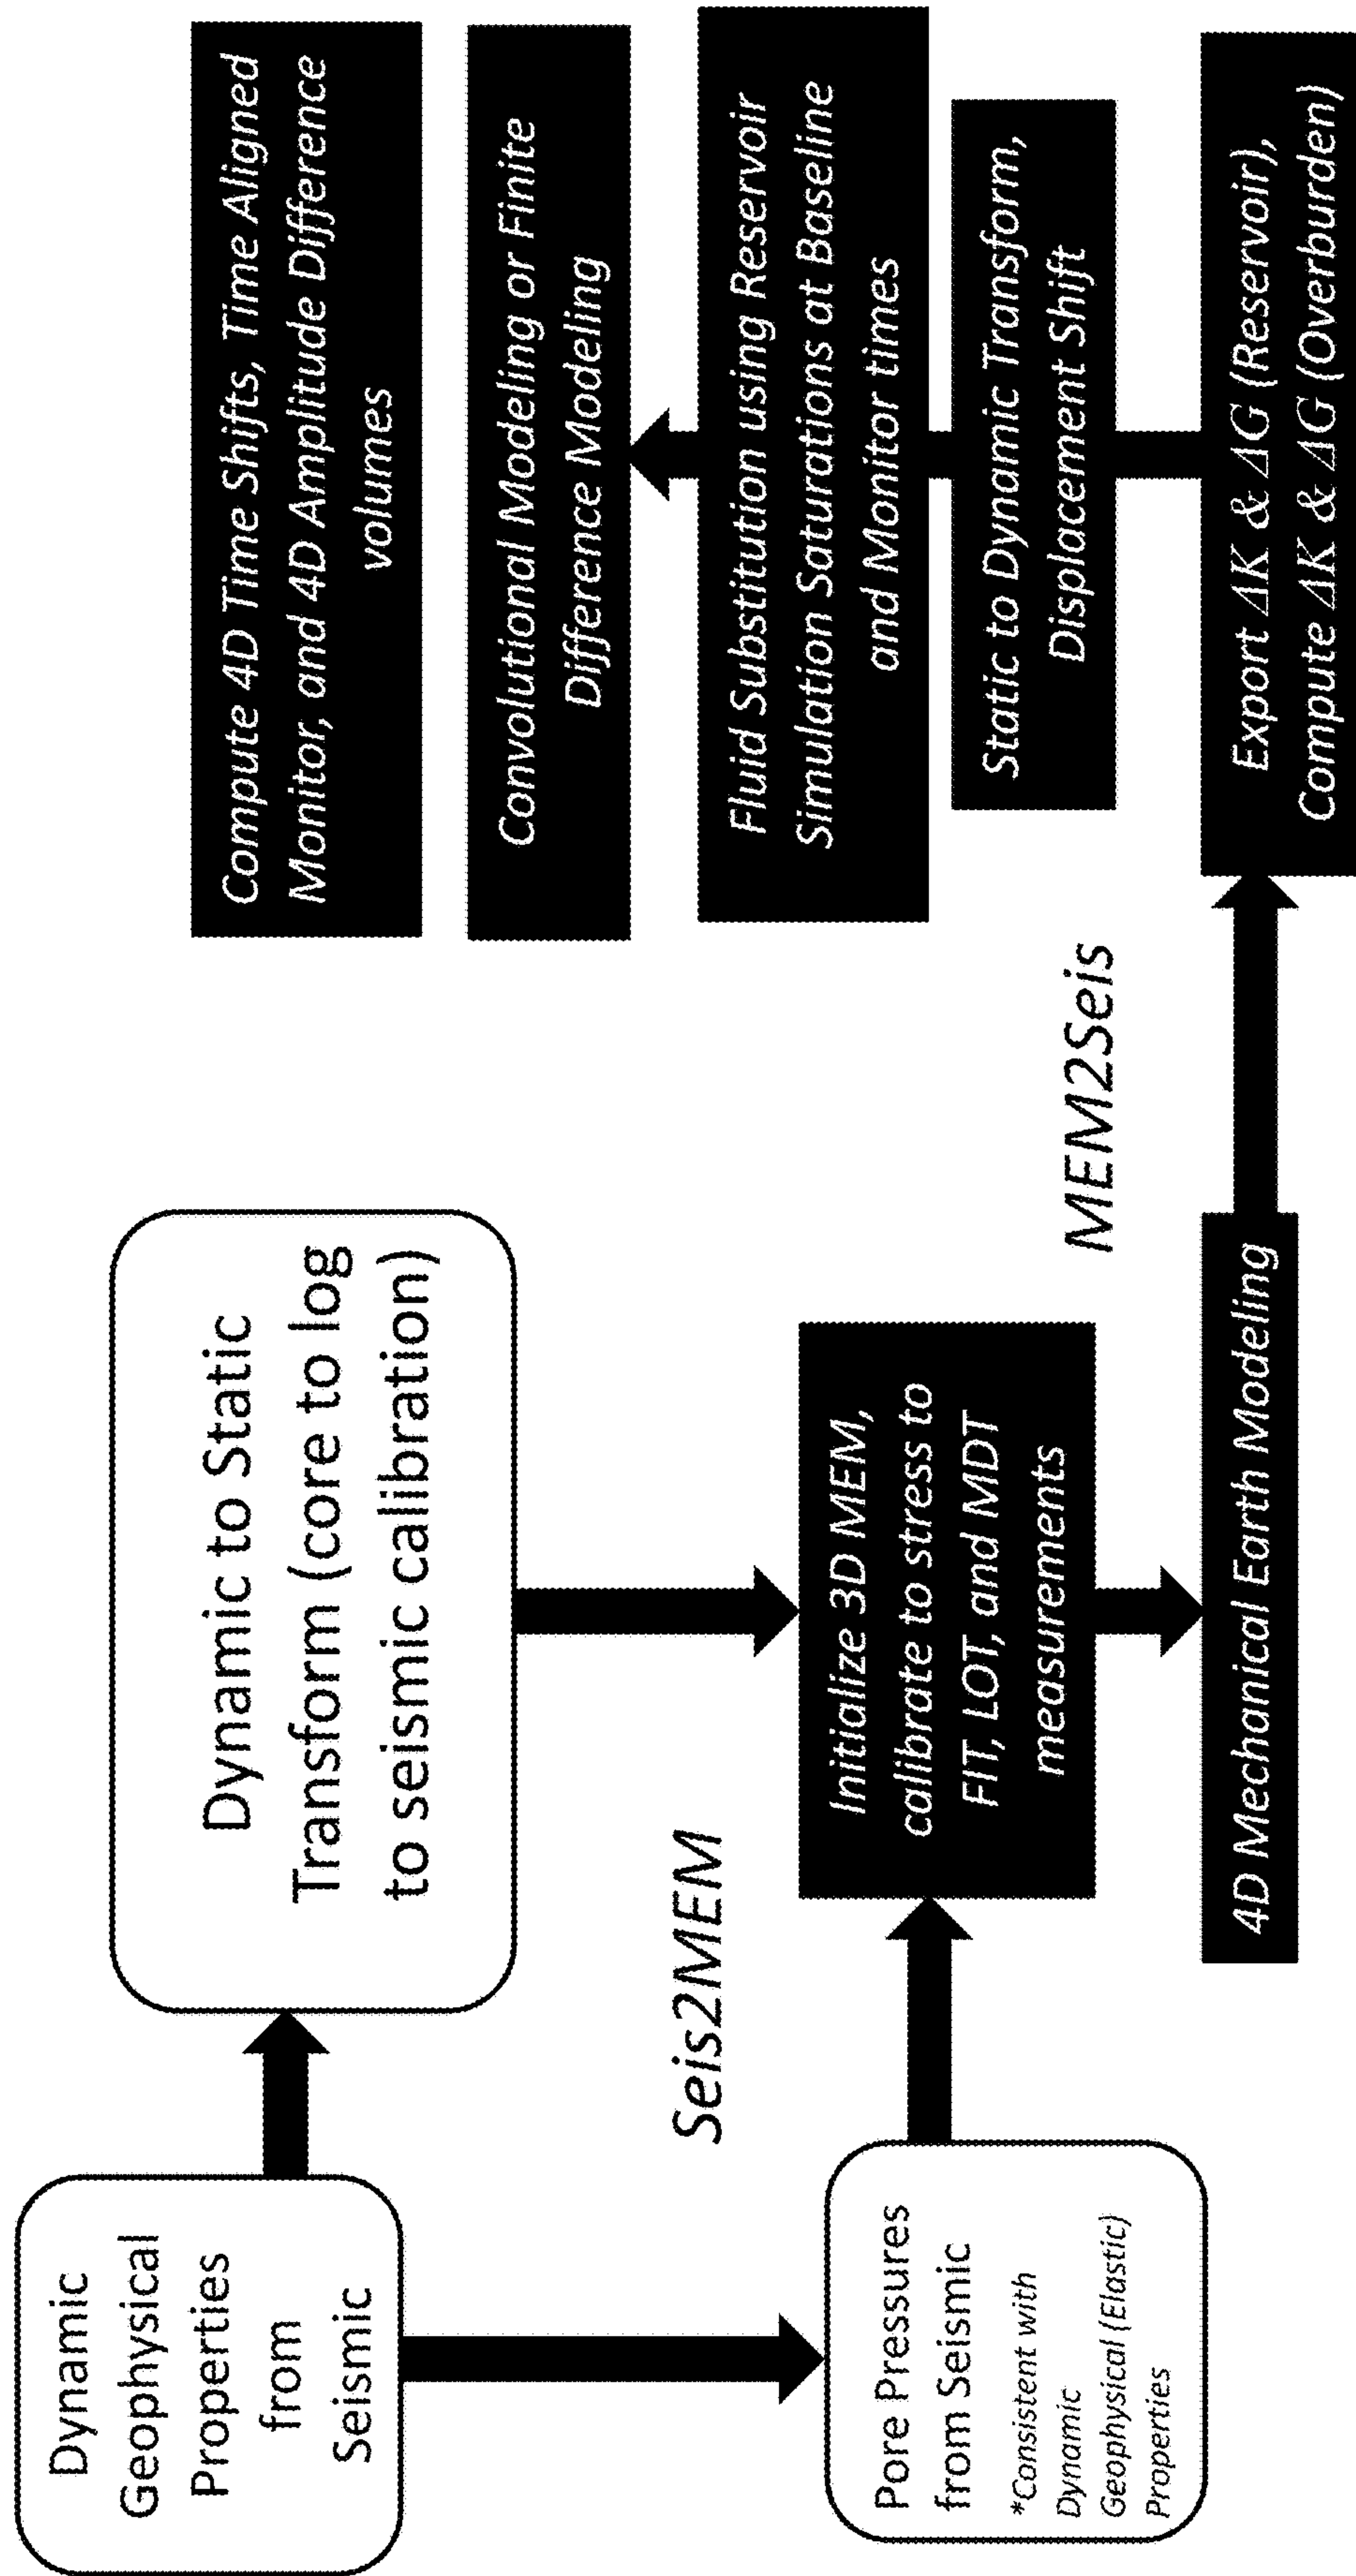 Dynamic
Geophysical
Properties
from
Seismic
Dynamic to Static
Transform (core to log
to seismic calibration)
Seis2MEM
Pore Pressures
from Seismic
*Consistent with
Dynamic
Geophysical (Elastic)
Properties
Initialize 3D MEM,
calibrate to stress to
FIT, LOT, and MDT
measurements
4D Mechanical Earth Modeling
MEM2Seis
Compute 4D Time Shifts, Time Aligned
Monitor, and 4D Amplitude Difference
volumes
Convolutional Modeling or Finite
Difference Modeling
Fluid Substitution using Reservoir
Simulation Saturations at Baseline
and Monitor times
Static to Dynamic Transform,
Displacement Shift
Export ΔK & ΔG (Reservoir),
Compute ΔK & ΔG (Overburden)